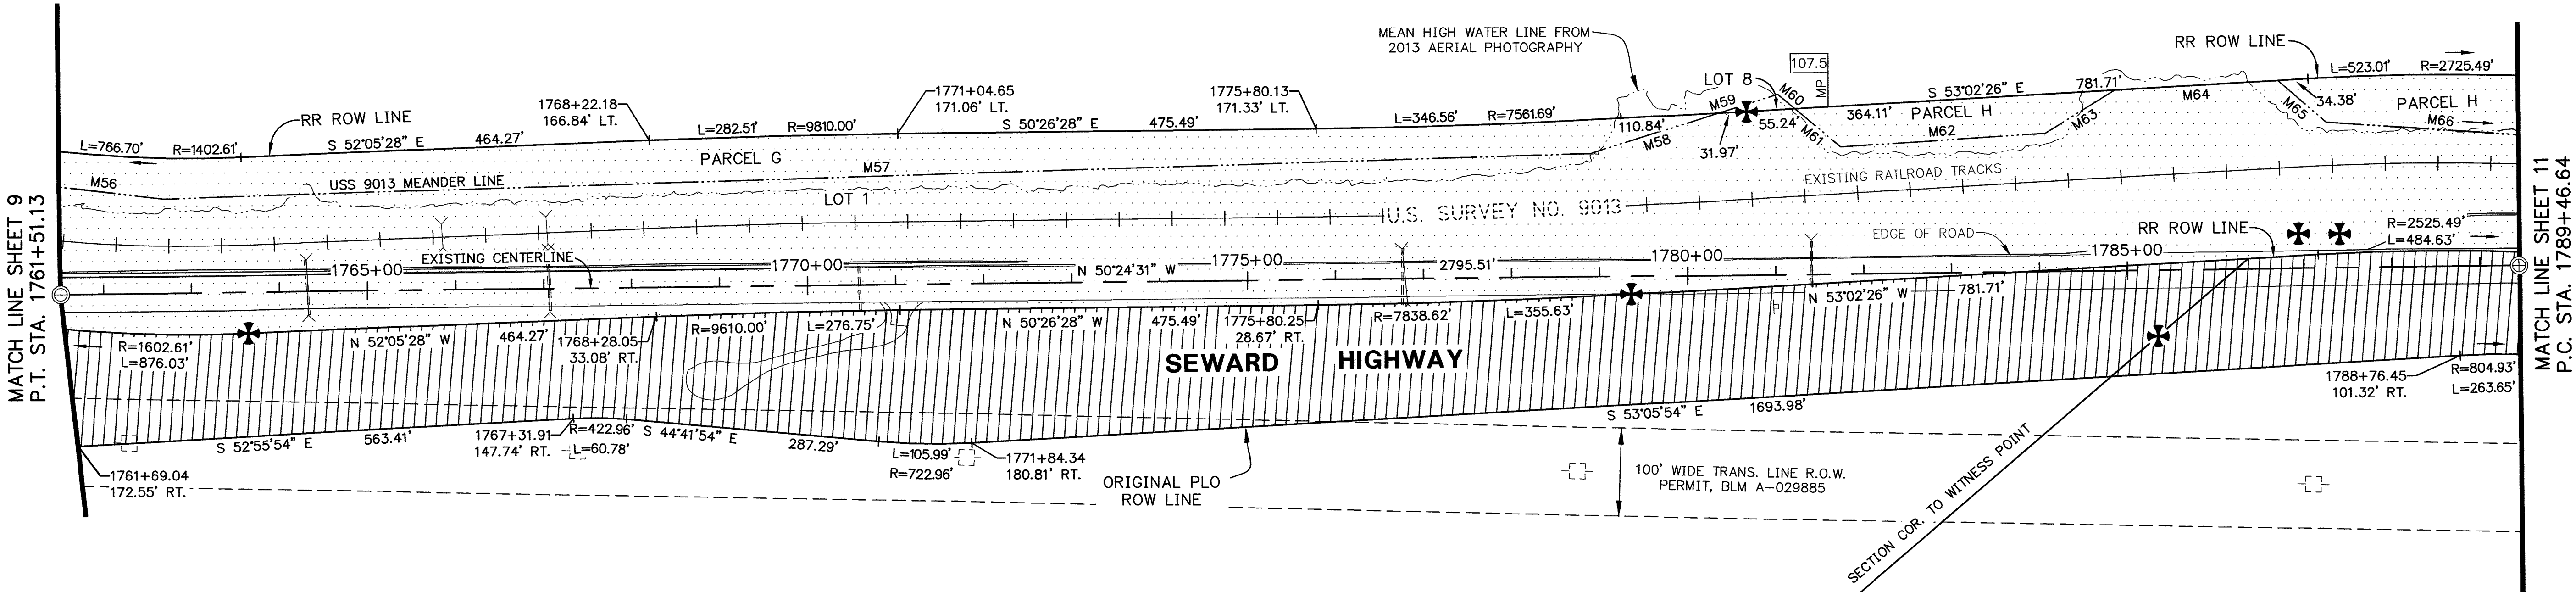 MATCH LINE SHEET 9
P.T. STA. 1761+51.13
MEAN HIGH WATER LINE FROM
2013 AERIAL PHOTOGRAPHY
107.5
MP
LOT 8
RR ROW LINE
L=523.01' R=2725.49'
RR ROW LINE
1768+22.18
166.84' LT.
1771+04.65
171.06' LT.
1775+80.13
171.33' LT.
L=766.70' R=1402.61'
S 52°05'28" E 464.27'
L=282.51' R=9810.00'
S 50°26'28" E 475.49'
L=346.56' R=7561.69'
110.84'
M59
M60
55.24'
31.97'
M58
M61
364.11'
S 53°02'26" E 781.71'
PARCEL H
M62
M63
M64
34.38'
M65
PARCEL H
M66
PARCEL G
M56
USS 9013 MEANDER LINE
M57
LOT 1
EXISTING RAILROAD TRACKS
U.S. SURVEY NO. 9013
EDGE OF ROAD
RR ROW LINE
R=2525.49'
L=484.63'
EXISTING CENTERLINE
1765+00
1770+00
N 50°24'31" W
1775+00
2795.51'
1780+00
1785+00
N 53°02'26" W
781.71'
R=1602.61'
L=876.03'
N 52°05'28" W
464.27'
1768+28.05
33.08' RT.
R=9610.00'
L=276.75'
N 50°26'28" W
475.49'
1775+80.25
28.67' RT.
R=7838.62'
L=355.63'
SEWARD HIGHWAY
1788+76.45
101.32' RT.
R=804.93'
L=263.65'
S 52°55'54" E 563.41'
1767+31.91
147.74' RT.
R=422.96'
L=60.78'
S 44°41'54" E
287.29'
L=105.99'
R=722.96'
1771+84.34
180.81' RT.
1761+69.04
172.55' RT.
ORIGINAL PLO
ROW LINE
S 53°05'54" E
1693.98'
100' WIDE TRANS. LINE R.O.W.
PERMIT, BLM A-029885
SECTION COR. TO WITNESS POINT
MATCH LINE SHEET 11
P.C. STA. 1789+46.64